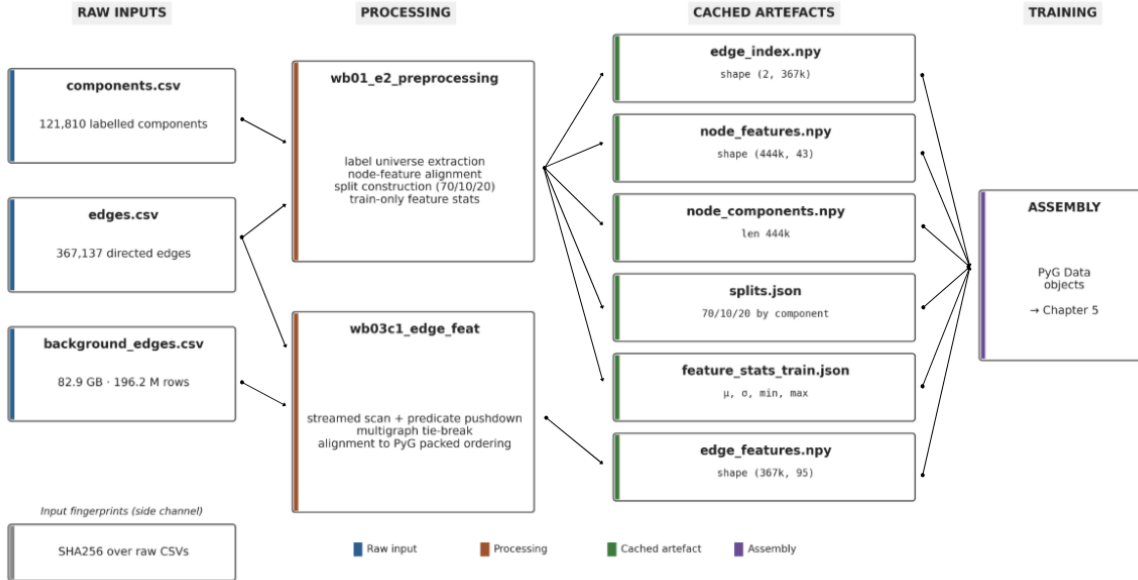 RAW INPUTS
PROCESSING
CACHED ARTEFACTS
TRAINING
components.csv
121,810 labelled components
edges.csv
367,137 directed edges
background_edges.csv
82.9 GB · 196.2 M rows
Input fingerprints (side channel)
SHA256 over raw CSVs
wb01_e2_preprocessing
label universe extraction
node-feature alignment
split construction (70/10/20)
train-only feature stats
wb03c1_edge_feat
streamed scan + predicate pushdown
multigraph tie-break
alignment to PyG packed ordering
edge_index.npy
shape (2, 367k)
node_features.npy
shape (444k, 43)
node_components.npy
len 444k
splits.json
70/10/20 by component
feature_stats_train.json
μ, σ, min, max
edge_features.npy
shape (367k, 95)
ASSEMBLY
PyG Data
objects
→ Chapter 5
Raw input
Processing
Cached artefact
Assembly